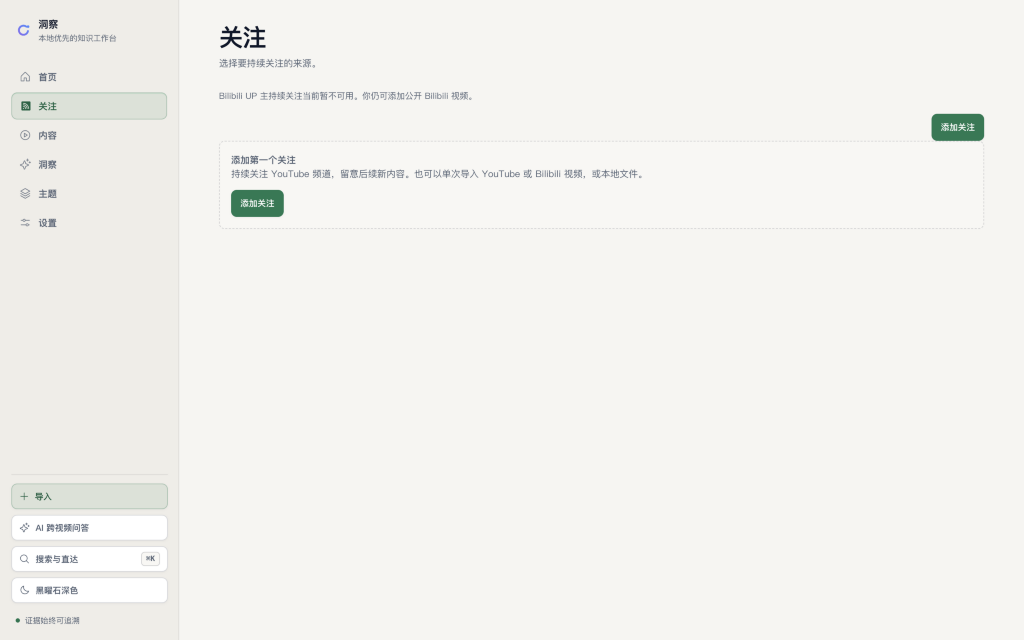 洞察
本地优先的知识工作台
首页
关注
内容
洞察
主题
设置
导入
AI 跨视频问答
搜索与直达 ⌘K
黑曜石深色
证据始终可追溯
关注
选择要持续关注的来源。
Bilibili UP 主持续关注当前暂不可用。你仍可添加公开 Bilibili 视频。
添加关注
添加第一个关注
持续关注 YouTube 频道，留意后续新内容。也可以单次导入 YouTube 或 Bilibili 视频，或本地文件。
添加关注